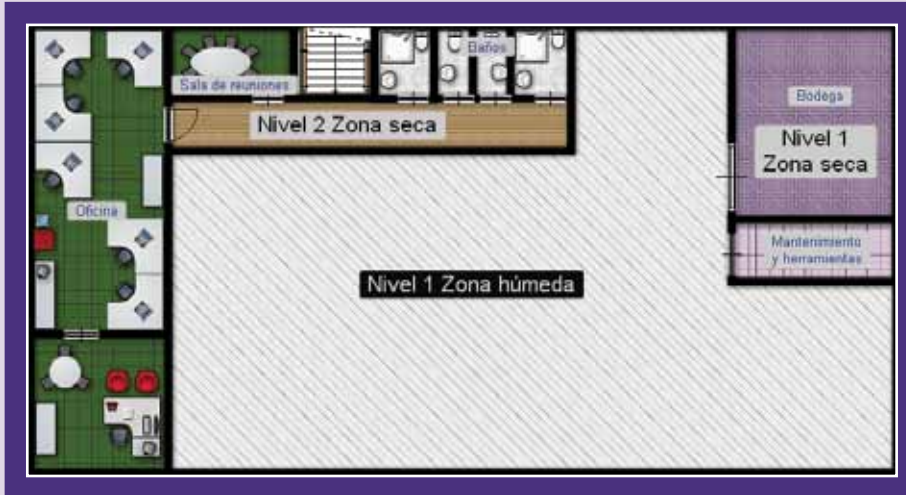 Baños
Sala de reuniones
Bodega
Nivel 2 Zona seca
Nivel 1
Zona seca
Oficina
Mantenimiento
y herramientas
Nivel 1 Zona húmeda